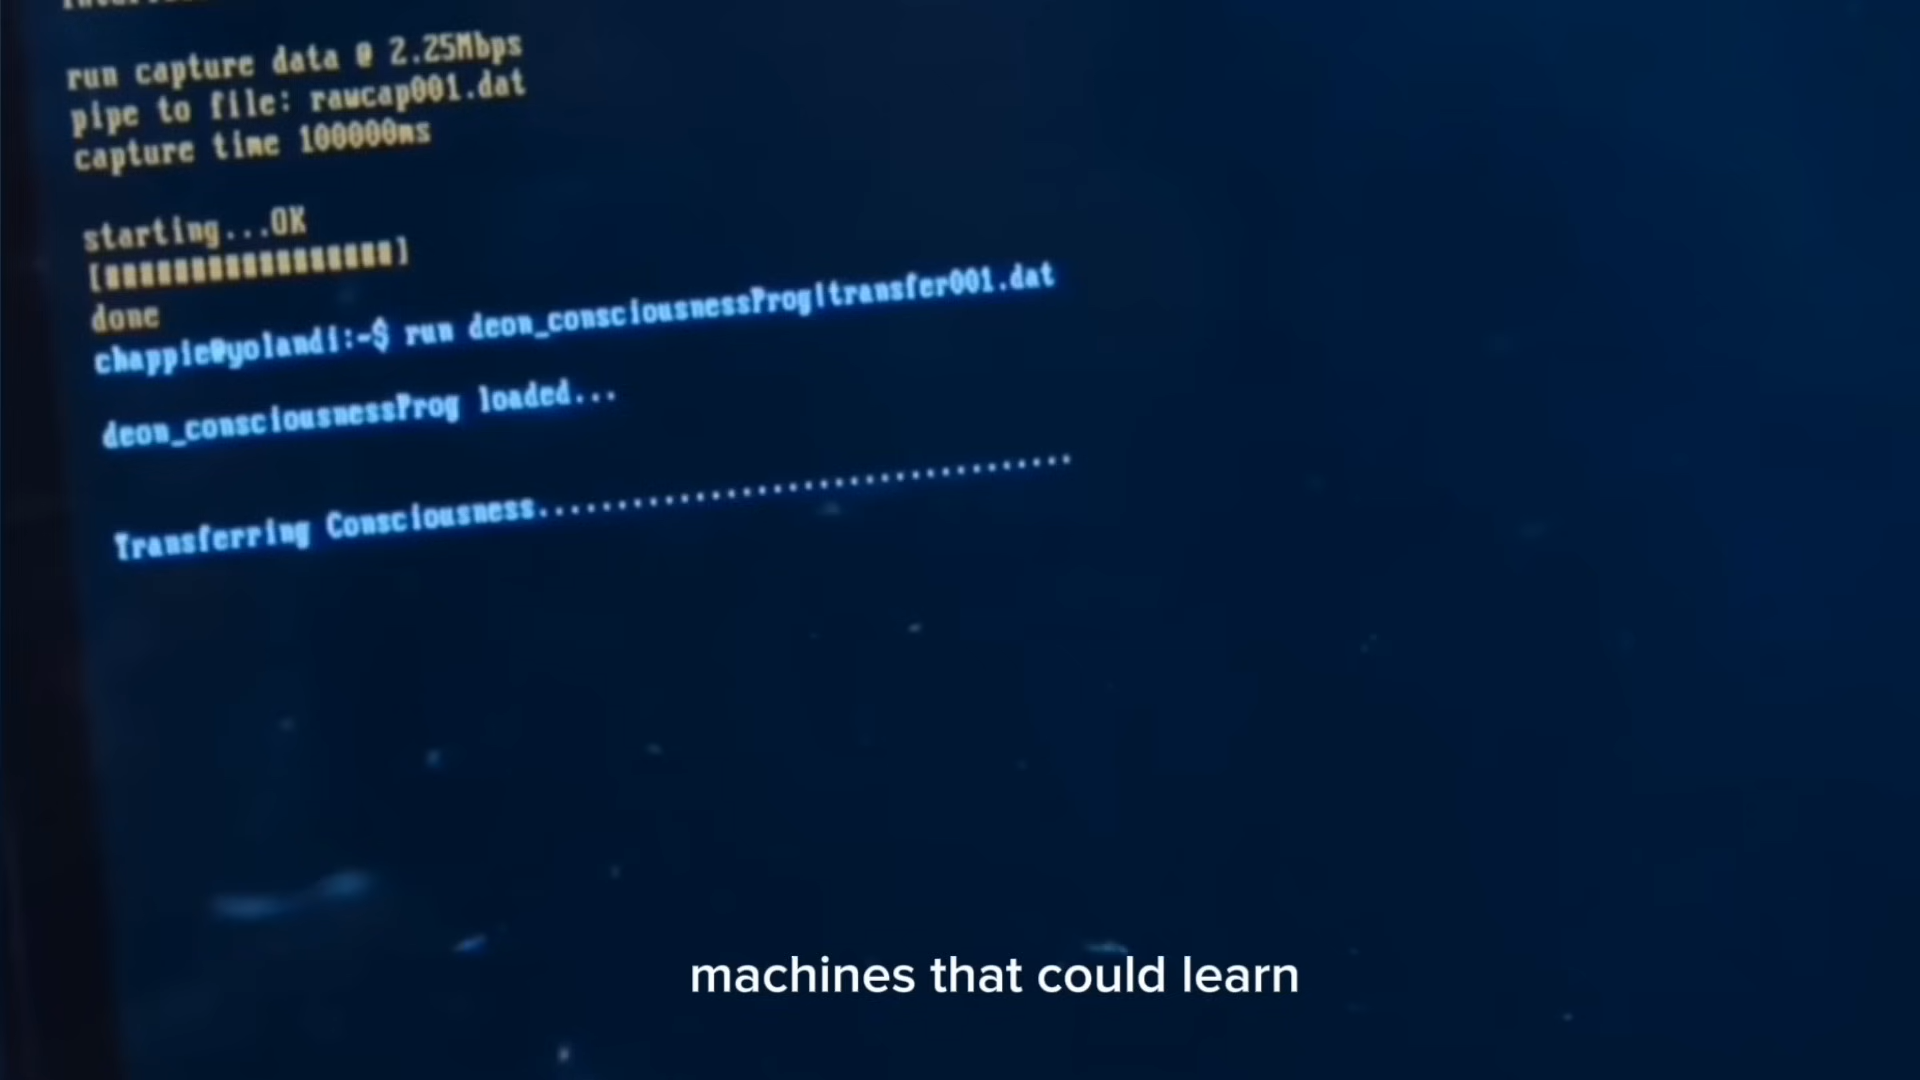 run capture data @ 2.25Mbps
pipe to file: rawcap001.dat
capture time 100000ms
starting...OK
[▮▮▮▮▮▮▮▮▮▮▮▮▮▮▮▮▮]
done
chappie@yolandi:~$ run deon_consciousnessProg|transfer001.dat
deon_consciousnessProg loaded...
Transferring Consciousness..................................
machines that could learn